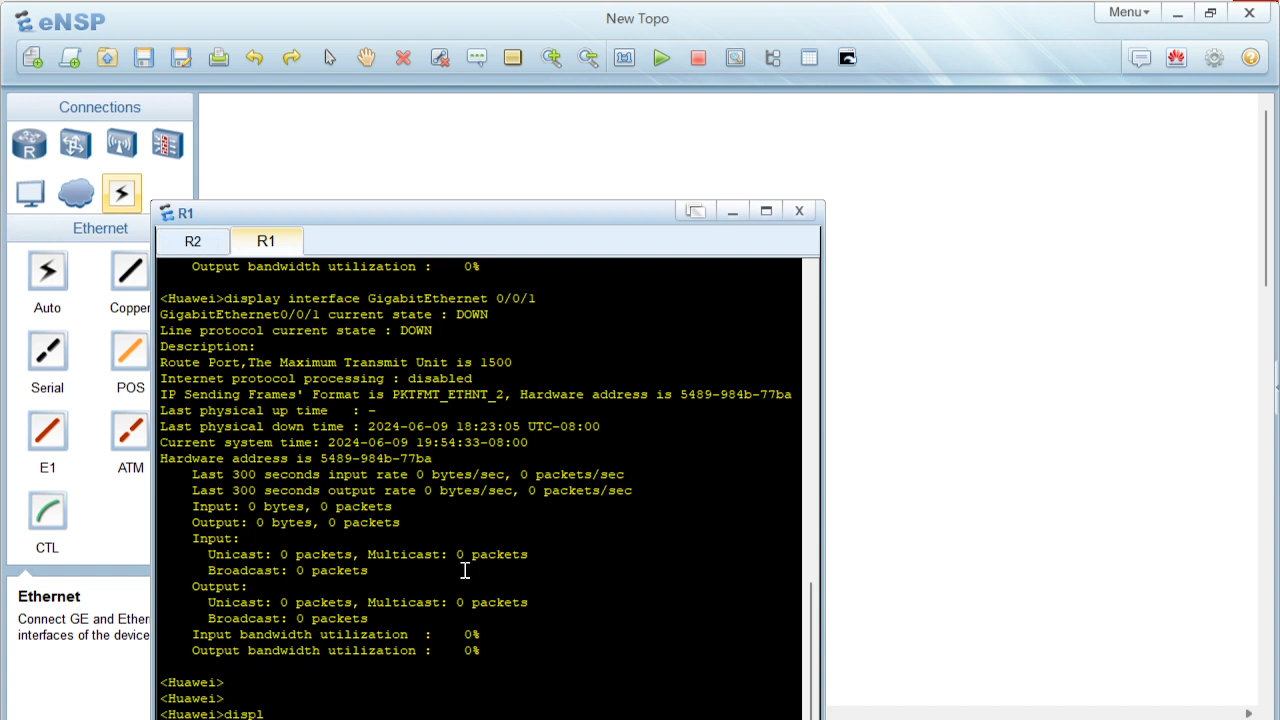 eNSP
New Topo
Menu
Connections
R
Ethernet
Auto
Copper
Serial
POS
E1
ATM
CTL
Ethernet
Connect GE and Ether
interfaces of the device
R1
R2
R1
Output bandwidth utilization : 0%
<Huawei>display interface GigabitEthernet 0/0/1
GigabitEthernet0/0/1 current state : DOWN
Line protocol current state : DOWN
Description:
Route Port,The Maximum Transmit Unit is 1500
Internet protocol processing : disabled
IP Sending Frames' Format is PKTFMT_ETHNT_2, Hardware address is 5489-984b-77ba
Last physical up time : -
Last physical down time : 2024-06-09 18:23:05 UTC-08:00
Current system time: 2024-06-09 19:54:33-08:00
Hardware address is 5489-984b-77ba
Last 300 seconds input rate 0 bytes/sec, 0 packets/sec
Last 300 seconds output rate 0 bytes/sec, 0 packets/sec
Input: 0 bytes, 0 packets
Output: 0 bytes, 0 packets
Input:
Unicast: 0 packets, Multicast: 0 packets
Broadcast: 0 packets
Output:
Unicast: 0 packets, Multicast: 0 packets
Broadcast: 0 packets
Input bandwidth utilization : 0%
Output bandwidth utilization : 0%
<Huawei>
<Huawei>
<Huawei>displ